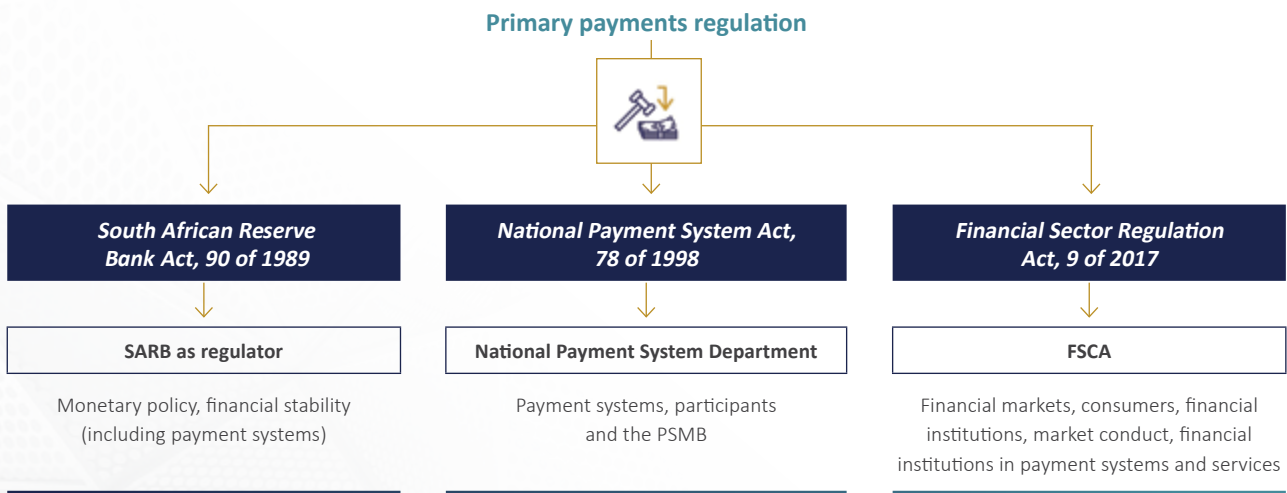 Primary payments regulation
South African Reserve
Bank Act, 90 of 1989
SARB as regulator
Monetary policy, financial stability
(including payment systems)
National Payment System Act,
78 of 1998
National Payment System Department
Payment systems, participants
and the PSMB
Financial Sector Regulation
Act, 9 of 2017
FSCA
Financial markets, consumers, financial
institutions, market conduct, financial
institutions in payment systems and services